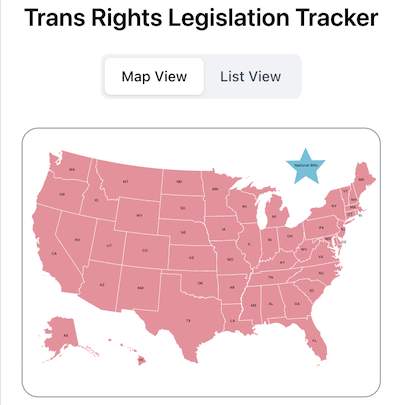 Trans Rights Legislation Tracker
Map View
List View
National Bills
WA
MT
ND
MN
ME
OR
ID
WY
SD
WI
MI
NY
VT
NH
MA
CT
NV
UT
CO
NE
IA
IL
IN
OH
PA
NJ
CA
KS
MO
KY
WV
VA
AZ
NM
OK
AR
TN
NC
SC
TX
LA
MS
AL
GA
FL
AK
HI